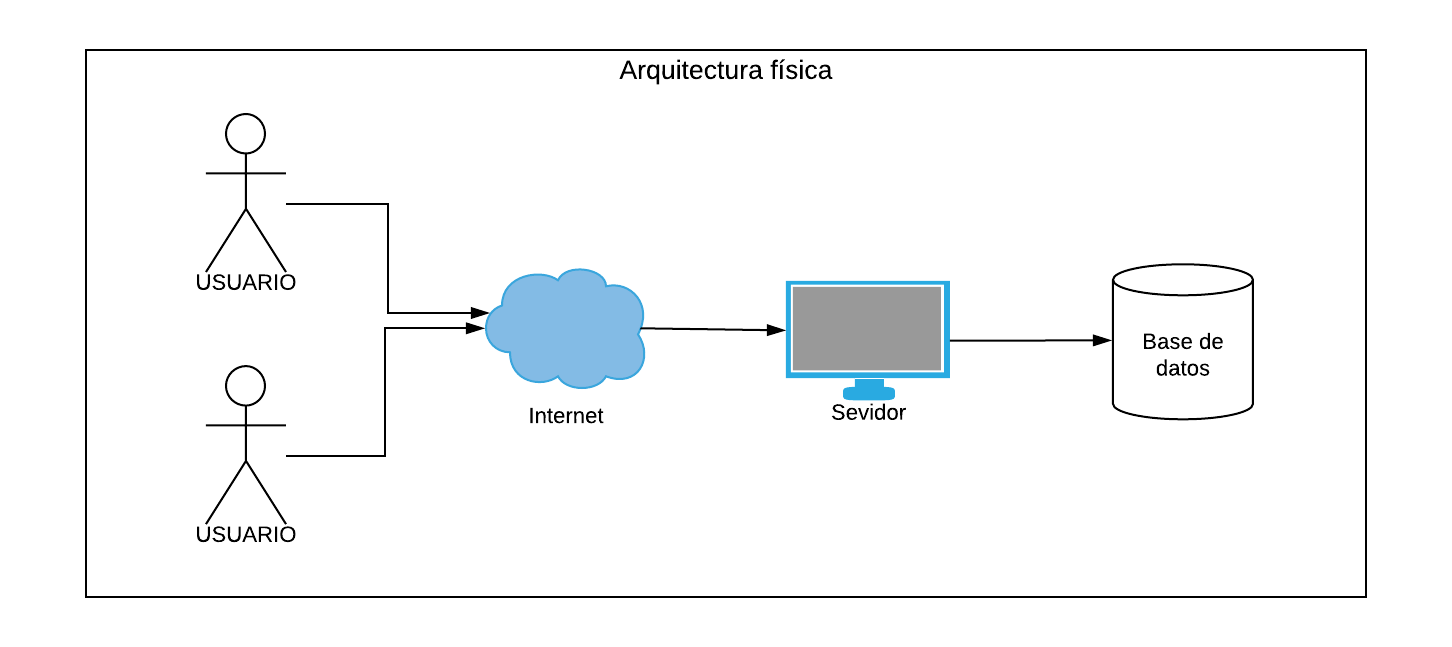 Arquitectura física
USUARIO
USUARIO
Internet
Sevidor
Base de
datos